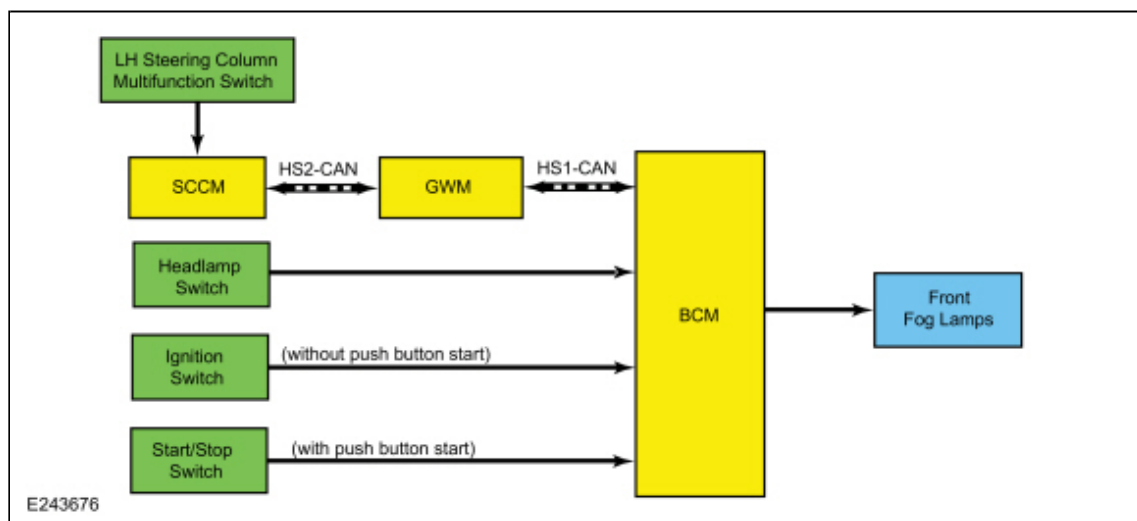 LH Steering Column
Multifunction Switch
SCCM
HS2-CAN
GWM
HS1-CAN
BCM
Headlamp
Switch
Ignition
Switch
(without push button start)
Start/Stop
Switch
(with push button start)
Front
Fog Lamps
E243676